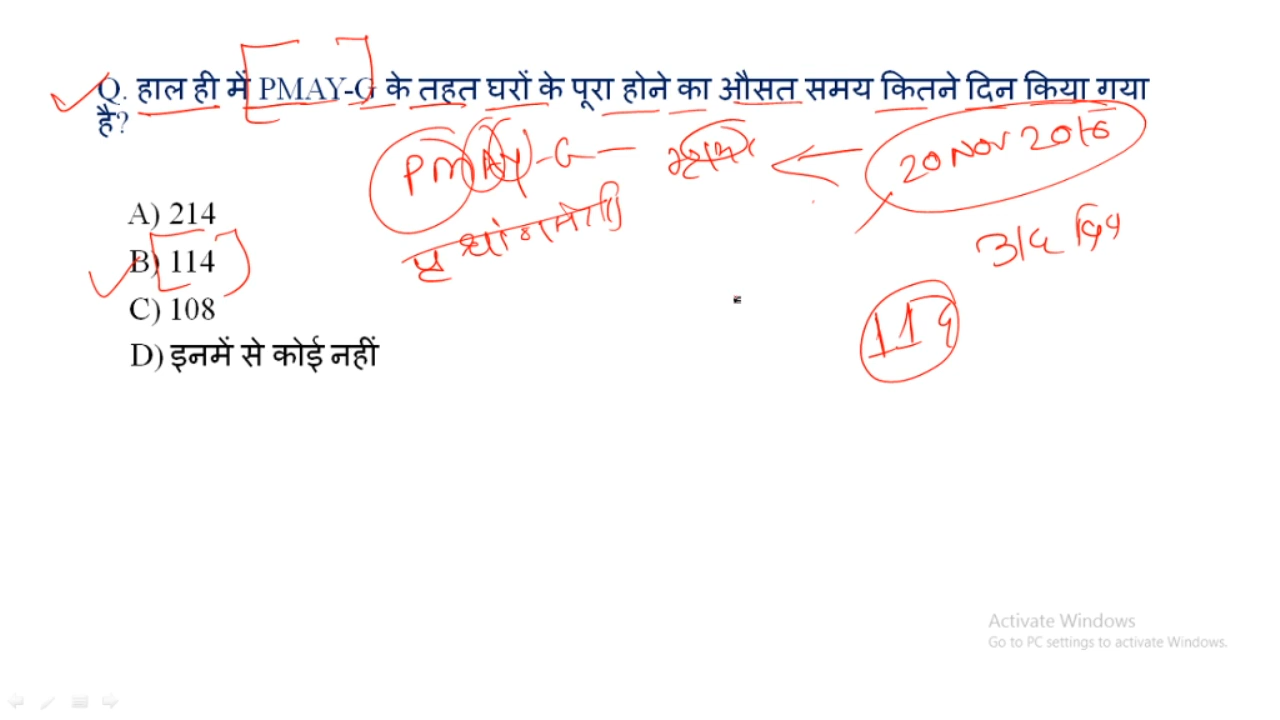 Q. हाल ही में PMAY-G के तहत घरों के पूरा होने का औसत समय कितने दिन किया गया
है?
PMAY-G-
20 Nov 2016
A) 214
B) 114
C) 108
D) इनमें से कोई नहीं
Activate Windows
Go to PC settings to activate Windows.